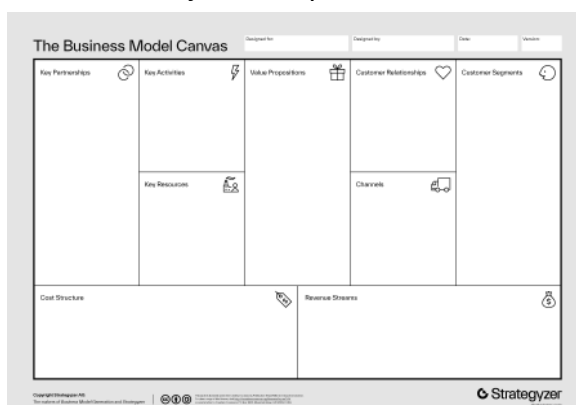 The Business Model Canvas
Designed for:
Designed by:
Date:
Version:
Key Partnerships
Key Activities
Value Propositions
Customer Relationships
Customer Segments
Key Resources
Channels
Cost Structure
Revenue Streams
Copyright Strategyzer AG
The makers of Business Model Generation and Strategyzer
Strategyzer